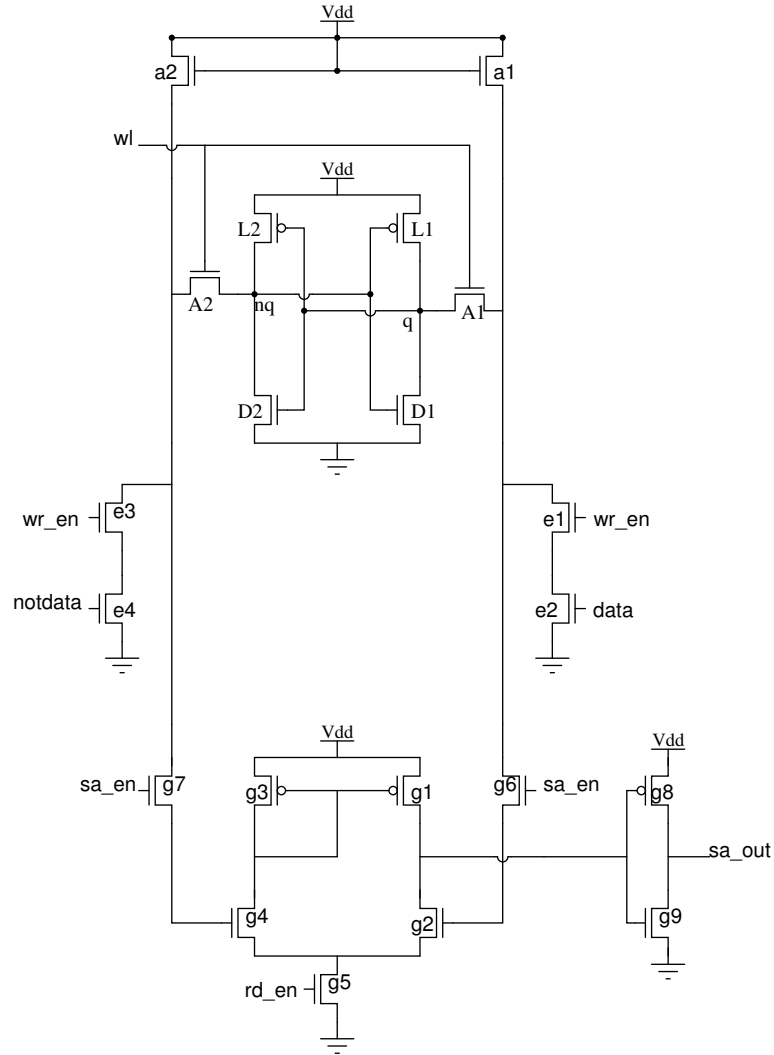 Vdd
a2 a1
wl
Vdd
L2 L1
A2 nq q A1
D2 D1
wr_en e3 e1 wr_en
notdata e4 e2 data
Vdd Vdd
sa_en g7 g3 g1 g6 sa_en g8
sa_out
g4 g2 g9
rd_en g5